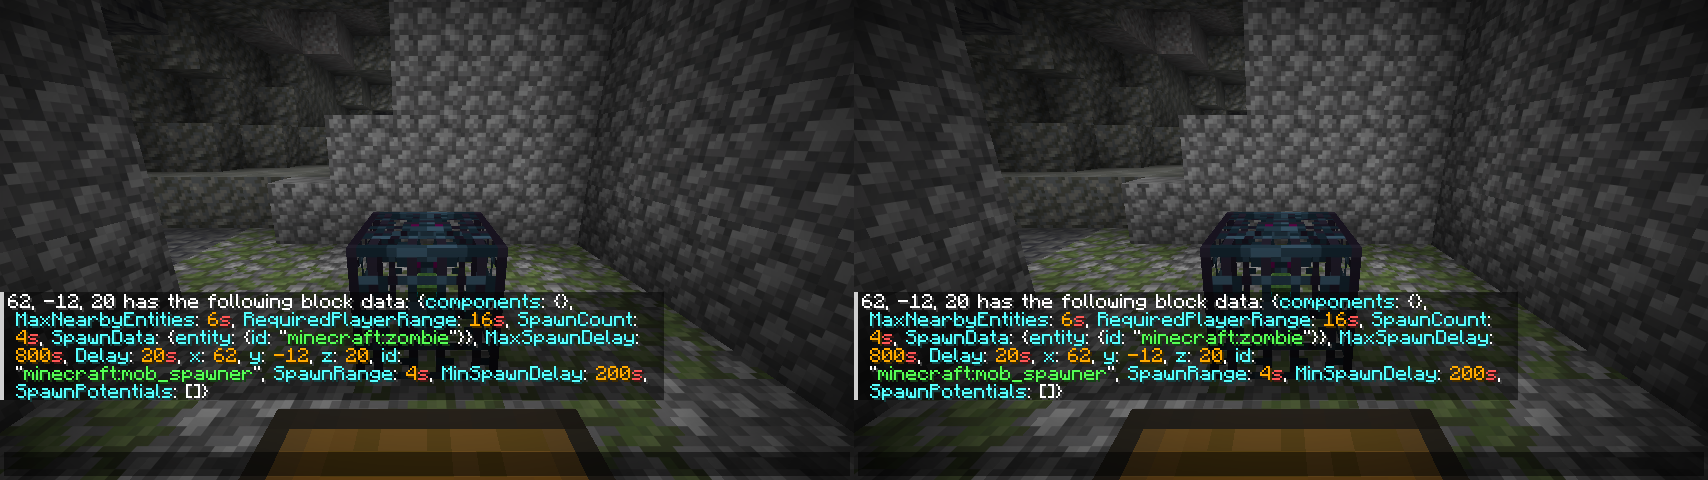 62, -12, 20 has the following block data: {components: {},
MaxNearbyEntities: 6s, RequiredPlayerRange: 16s, SpawnCount:
4s, SpawnData: {entity: {id: "minecraft:zombie"}}, MaxSpawnDelay:
800s, Delay: 20s, x: 62, y: -12, z: 20, id:
"minecraft:mob_spawner", SpawnRange: 4s, MinSpawnDelay: 200s,
SpawnPotentials: []}
62, -12, 20 has the following block data: {components: {},
MaxNearbyEntities: 6s, RequiredPlayerRange: 16s, SpawnCount:
4s, SpawnData: {entity: {id: "minecraft:zombie"}}, MaxSpawnDelay:
800s, Delay: 20s, x: 62, y: -12, z: 20, id:
"minecraft:mob_spawner", SpawnRange: 4s, MinSpawnDelay: 200s,
SpawnPotentials: []}